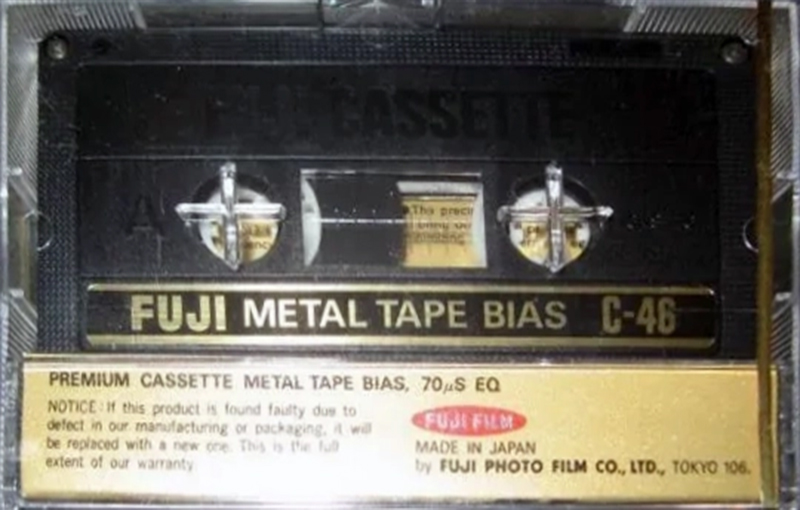 CASSETTE
A
This preci
FUJI METAL TAPE BIAS C-46
PREMIUM CASSETTE METAL TAPE BIAS, 70μS EQ
NOTICE: If this product is found faulty due to
defect in our manufacturing or packaging, it will
be replaced with a new one. This is the full
extent of our warranty.
FUJI FILM
MADE IN JAPAN
by FUJI PHOTO FILM CO., LTD., TOKYO 106.